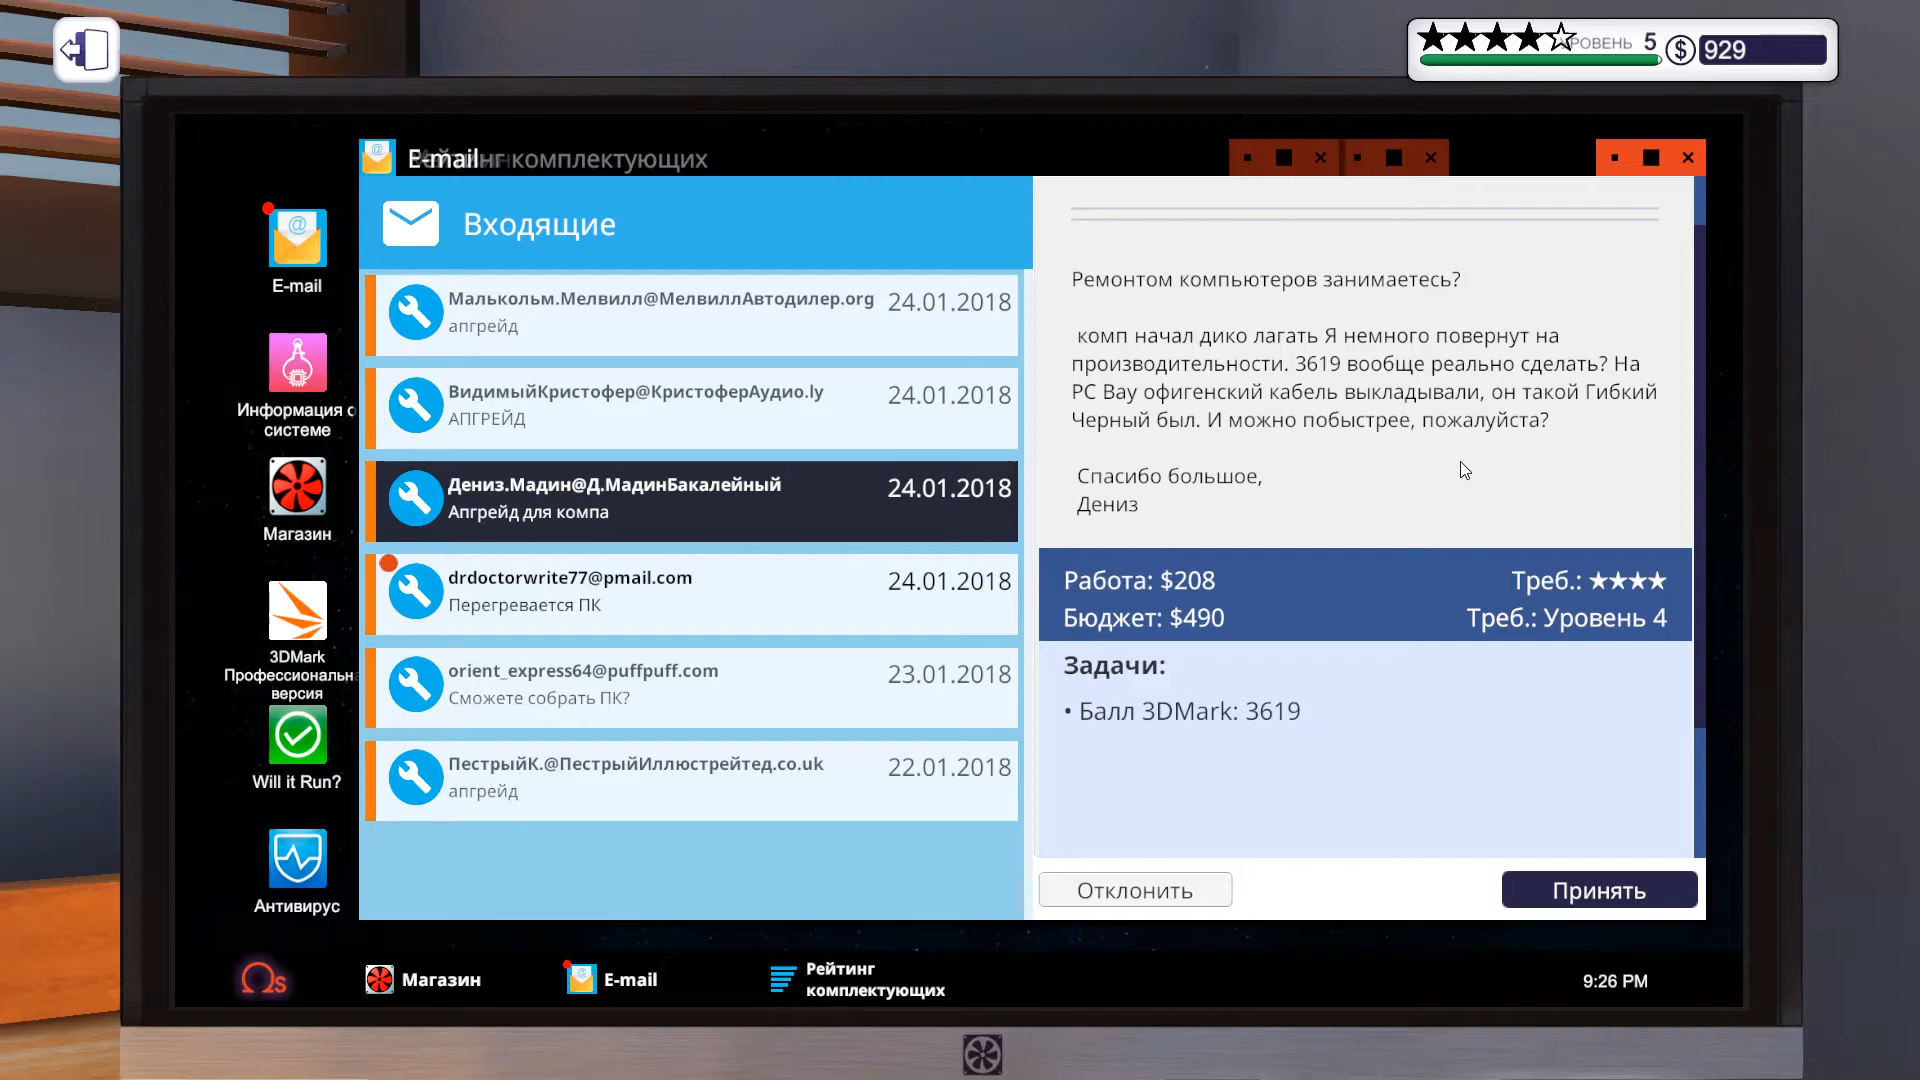 УРОВЕНЬ 5
929
E-mail
комплектующих
E-mail
Информация о
системе
Магазин
3DMark
Профессиональна
версия
Will it Run?
Антивирус
Входящие
Малькольм.Мелвилл@МелвиллАвтодилер.org 24.01.2018
апгрейд
ВидимыйКристофер@КристоферАудио.ly 24.01.2018
АПГРЕЙД
Дениз.Мадин@Д.МадинБакалейный 24.01.2018
Апгрейд для компа
drdoctorwrite77@pmail.com 24.01.2018
Перегревается ПК
orient_express64@puffpuff.com 23.01.2018
Сможете собрать ПК?
ПестрыйК.@ПестрыйИллюстрейтед.co.uk 22.01.2018
апгрейд
Ремонтом компьютеров занимаетесь?
комп начал дико лагать Я немного повернут на
производительности. 3619 вообще реально сделать? На
PC Bay офигенский кабель выкладывали, он такой Гибкий
Черный был. И можно побыстрее, пожалуйста?
Спасибо большое,
Дениз
Работа: $208 Треб.: ★★★★
Бюджет: $490 Треб.: Уровень 4
Задачи:
• Балл 3DMark: 3619
Отклонить Принять
Ωs
Магазин
E-mail
Рейтинг
комплектующих
9:26 PM